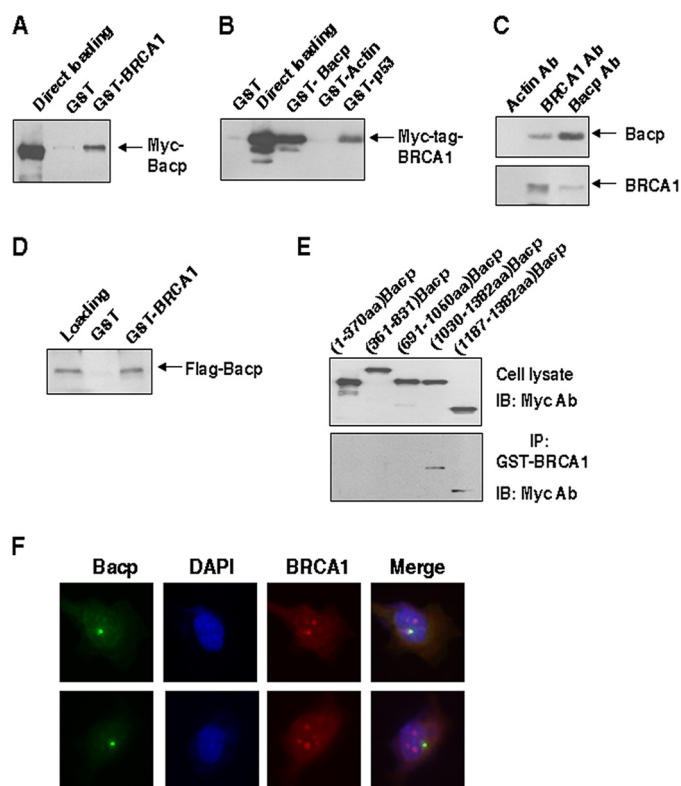 A
Direct loading
GST
GST-BRCA1
Myc-
Bacp
B
GST
Direct loading
GST- Bacp
GST-Actin
GST-p53
Myc-tag-
BRCA1
C
Actin Ab
BRCA1 Ab
Bacp Ab
Bacp
BRCA1
D
Loading
GST
GST-BRCA1
Flag-Bacp
E
(1-370aa)Bacp
(361-831)Bacp
(691-1060aa)Bacp
(1030-1382aa)Bacp
(1187-1382aa)Bacp
Cell lysate
IB: Myc Ab
IP:
GST-BRCA1
IB: Myc Ab
F
Bacp
DAPI
BRCA1
Merge